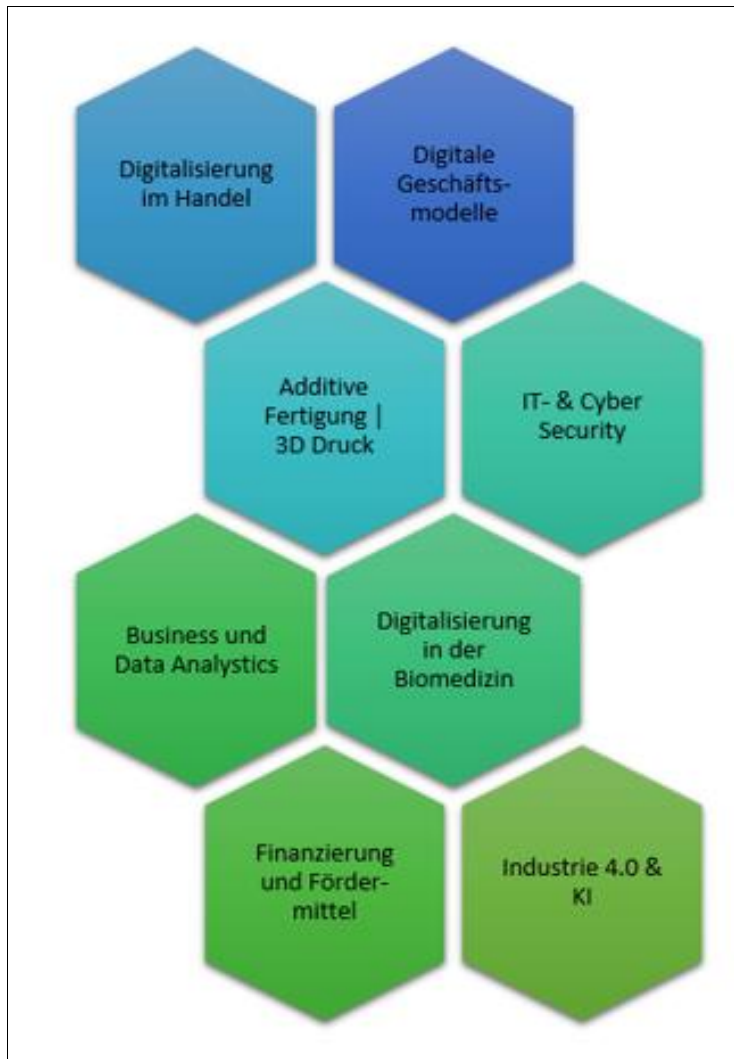 Digitalisierung
im Handel
Digitale
Geschäfts-
modelle
Additive
Fertigung |
3D Druck
IT- & Cyber
Security
Business und
Data Analystics
Digitalisierung
in der
Biomedizin
Finanzierung
und Förder-
mittel
Industrie 4.0 &
KI